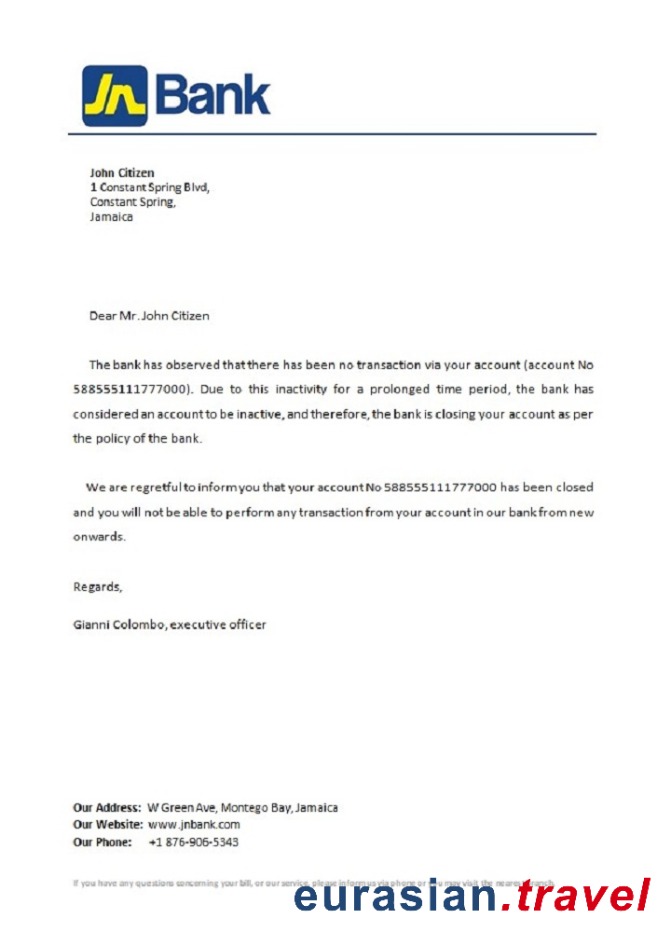 Jn Bank
John Citizen
1 Constant Spring Blvd,
Constant Spring,
Jamaica
Dear Mr. John Citizen
The bank has observed that there has been no transaction via your account (account No
588555111777000). Due to this inactivity for a prolonged time period, the bank has
considered an account to be inactive, and therefore, the bank is closing your account as per
the policy of the bank.
We are regretful to inform you that your account No 588555111777000 has been closed
and you will not be able to perform any transaction from your account in our bank from new
onwards.
Regards,
Gianni Colombo, executive officer
Our Address: W Green Ave, Montego Bay, Jamaica
Our Website: www.jnbank.com
Our Phone: +1 876-906-5343
If you have any questions concerning your bill, or our service, please inform us via phone or you may visit the nearest branch.
eurasian.travel